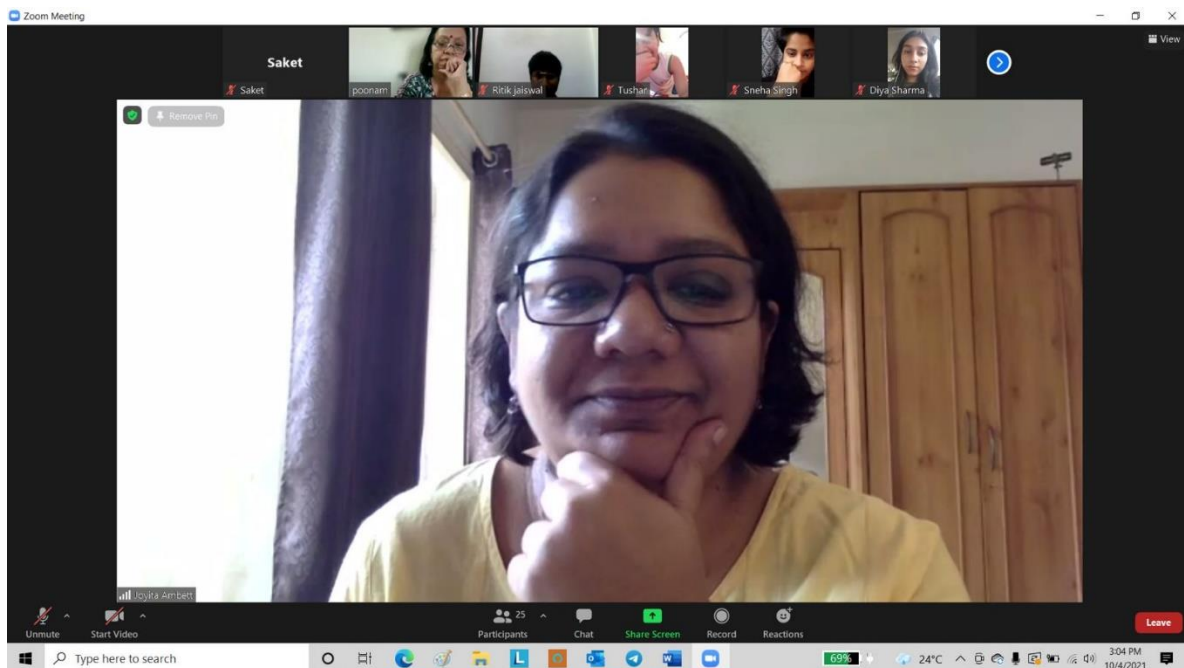 Zoom Meeting
View
Saket
Saket
poonam
Ritik jaiswal
Tushar
Sneha Singh
Diya Sharma
Remove Pin
Joyita Ambett
Unmute
Start Video
25
Participants
Chat
Share Screen
Record
Reactions
Leave
Type here to search
L
69%
24°C
3:04 PM
10/4/2021